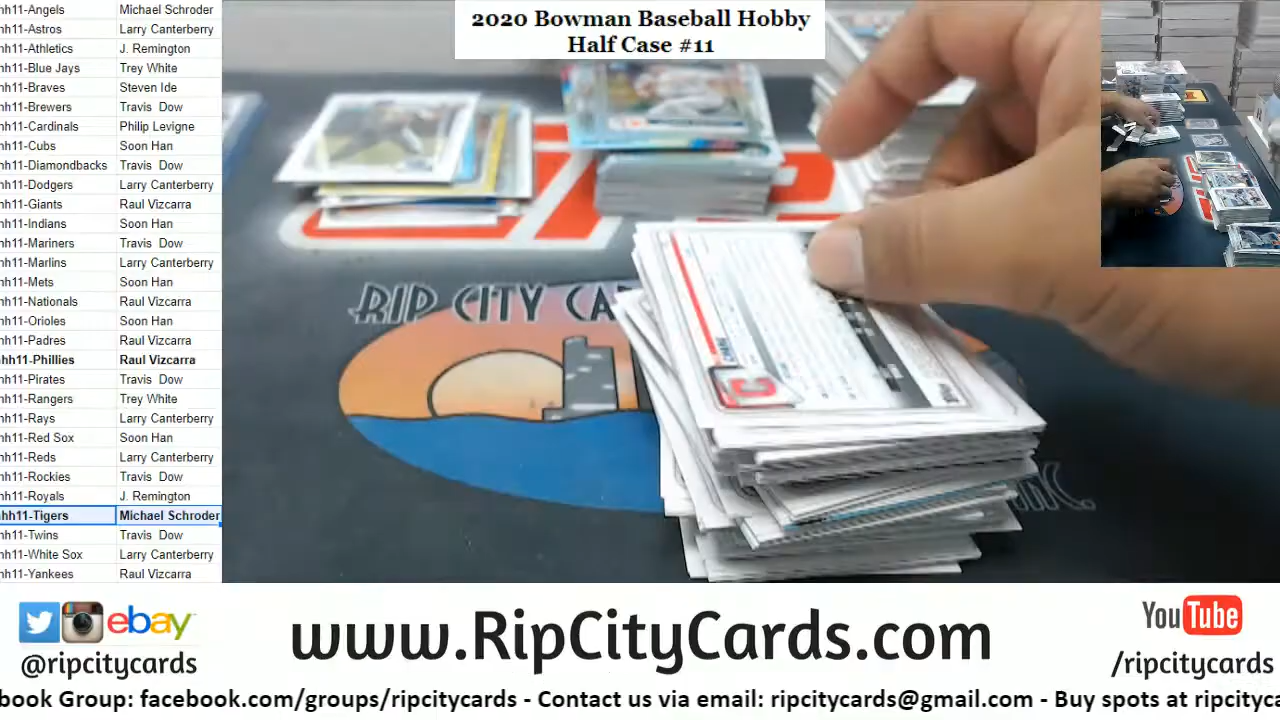 2020 Bowman Baseball Hobby
Half Case #11
hh11-Angels Michael Schroder
hh11-Astros Larry Canterberry
hh11-Athletics J. Remington
hh11-Blue Jays Trey White
hh11-Braves Steven Ide
hh11-Brewers Travis Dow
hh11-Cardinals Philip Levigne
hh11-Cubs Soon Han
hh11-Diamondbacks Travis Dow
hh11-Dodgers Larry Canterberry
hh11-Giants Raul Vizcarra
hh11-Indians Soon Han
hh11-Mariners Travis Dow
hh11-Marlins Larry Canterberry
hh11-Mets Soon Han
hh11-Nationals Raul Vizcarra
hh11-Orioles Soon Han
hh11-Padres Raul Vizcarra
hh11-Phillies Raul Vizcarra
hh11-Pirates Travis Dow
hh11-Rangers Trey White
hh11-Rays Larry Canterberry
hh11-Red Sox Soon Han
hh11-Reds Larry Canterberry
hh11-Rockies Travis Dow
hh11-Royals J. Remington
hh11-Tigers Michael Schroder
hh11-Twins Travis Dow
hh11-White Sox Larry Canterberry
hh11-Yankees Raul Vizcarra
RIP CITY CA
INC.
ebay
@ripcitycards
www.RipCityCards.com
YouTube
/ripcitycards
book Group: facebook.com/groups/ripcitycards - Contact us via email: ripcitycards@gmail.com - Buy spots at ripcityca